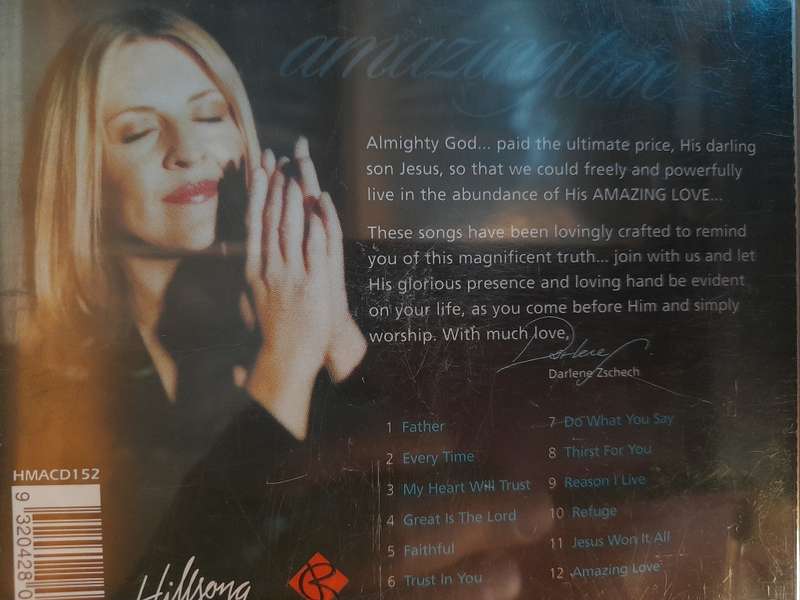 amazing love
Almighty God... paid the ultimate price, His darling
son Jesus, so that we could freely and powerfully
live in the abundance of His AMAZING LOVE...
These songs have been lovingly crafted to remind
you of this magnificent truth... join with us and let
His glorious presence and loving hand be evident
on your life, as you come before Him and simply
worship. With much love,
Darlene
Darlene Zschech
1 Father
2 Every Time
3 My Heart Will Trust
4 Great Is The Lord
5 Faithful
6 Trust In You
7 Do What You Say
8 Thirst For You
9 Reason I Live
10 Refuge
11 Jesus Won It All
12 Amazing Love
HMACD152
9 320428 0
Hillsong
R